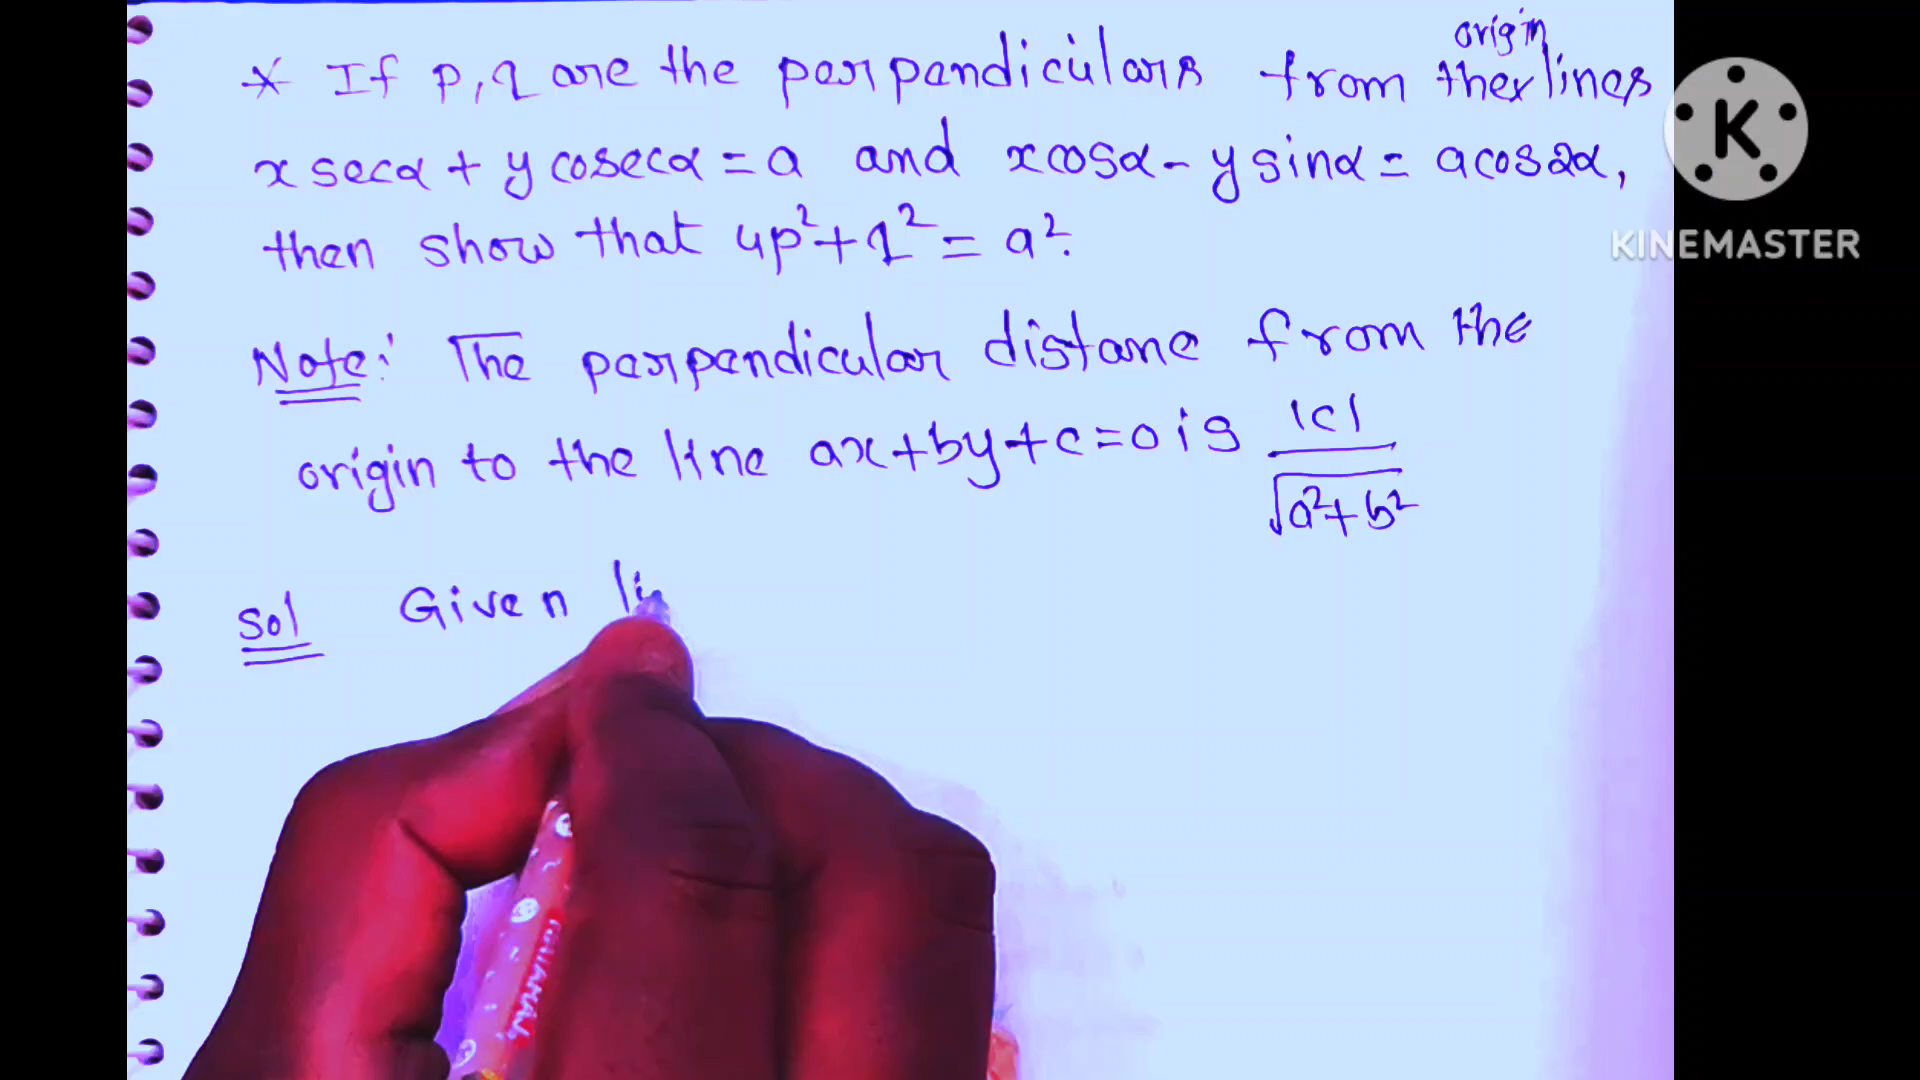 * If p, q are the perpendiculars from the origin lines
x secα + y cosecα = a and x cosα - y sinα = a cos2α,
then show that 4p² + q² = a².
Note: The perpendicular distane from the
origin to the line ax+by+c=0 is |c|/√a²+b²
Sol Given li
K
KINEMASTER